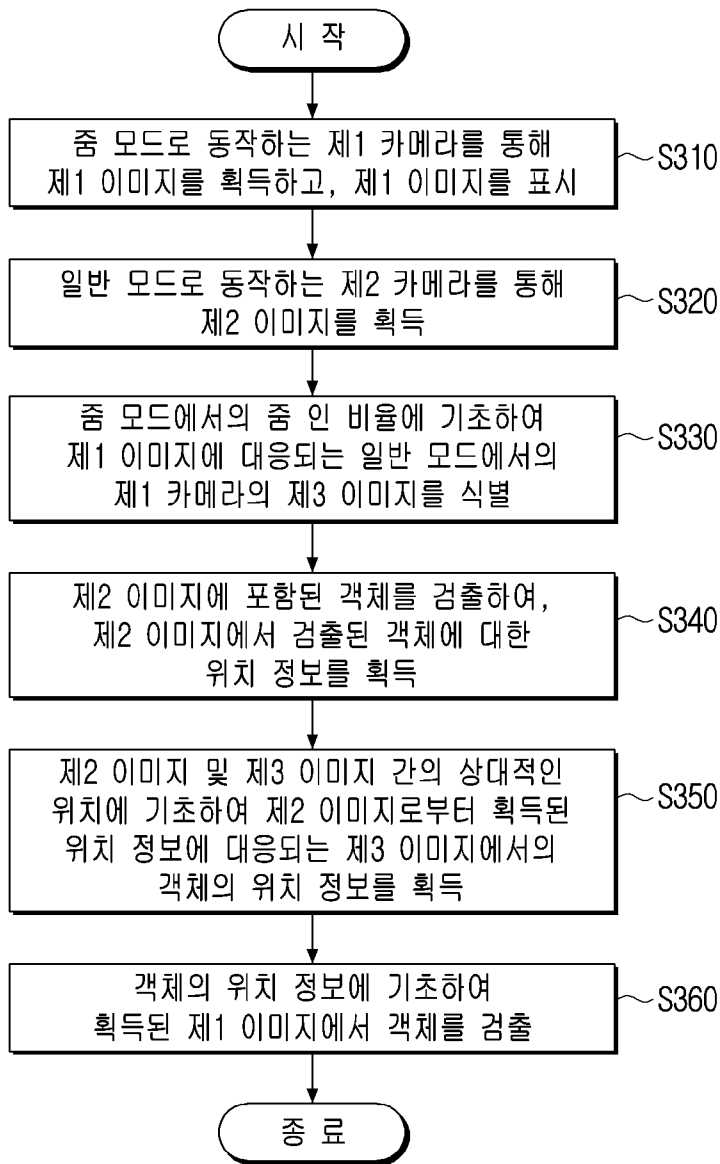 시 작
줌 모드로 동작하는 제1 카메라를 통해
제1 이미지를 획득하고, 제1 이미지를 표시
S310
일반 모드로 동작하는 제2 카메라를 통해
제2 이미지를 획득
S320
줌 모드에서의 줌 인 비율에 기초하여
제1 이미지에 대응되는 일반 모드에서의
제1 카메라의 제3 이미지를 식별
S330
제2 이미지에 포함된 객체를 검출하여,
제2 이미지에서 검출된 객체에 대한
위치 정보를 획득
S340
제2 이미지 및 제3 이미지 간의 상대적인
위치에 기초하여 제2 이미지로부터 획득된
위치 정보에 대응되는 제3 이미지에서의
객체의 위치 정보를 획득
S350
객체의 위치 정보에 기초하여
획득된 제1 이미지에서 객체를 검출
S360
종 료